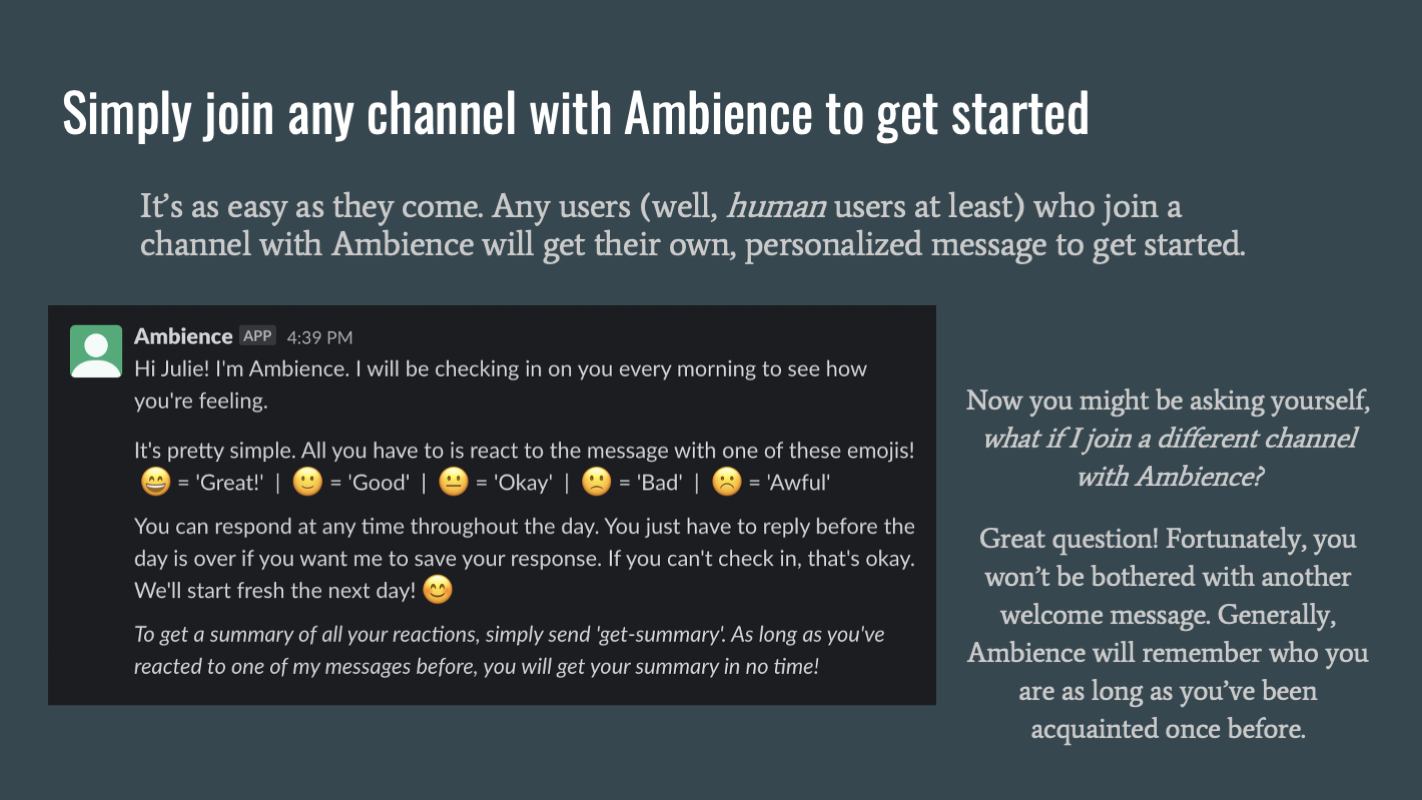 Simply join any channel with Ambience to get started
It's as easy as they come. Any users (well, human users at least) who join a
channel with Ambience will get their own, personalized message to get started.
Ambience APP 4:39 PM
Hi Julie! I'm Ambience. I will be checking in on you every morning to see how
you're feeling.
It's pretty simple. All you have to is react to the message with one of these emojis!
😄 = 'Great!' | 🙂 = 'Good' | 😐 = 'Okay' | 🙁 = 'Bad' | ☹️ = 'Awful'
You can respond at any time throughout the day. You just have to reply before the
day is over if you want me to save your response. If you can't check in, that's okay.
We'll start fresh the next day! 😊
To get a summary of all your reactions, simply send 'get-summary'. As long as you've
reacted to one of my messages before, you will get your summary in no time!
Now you might be asking yourself,
what if I join a different channel
with Ambience?
Great question! Fortunately, you
won't be bothered with another
welcome message. Generally,
Ambience will remember who you
are as long as you've been
acquainted once before.